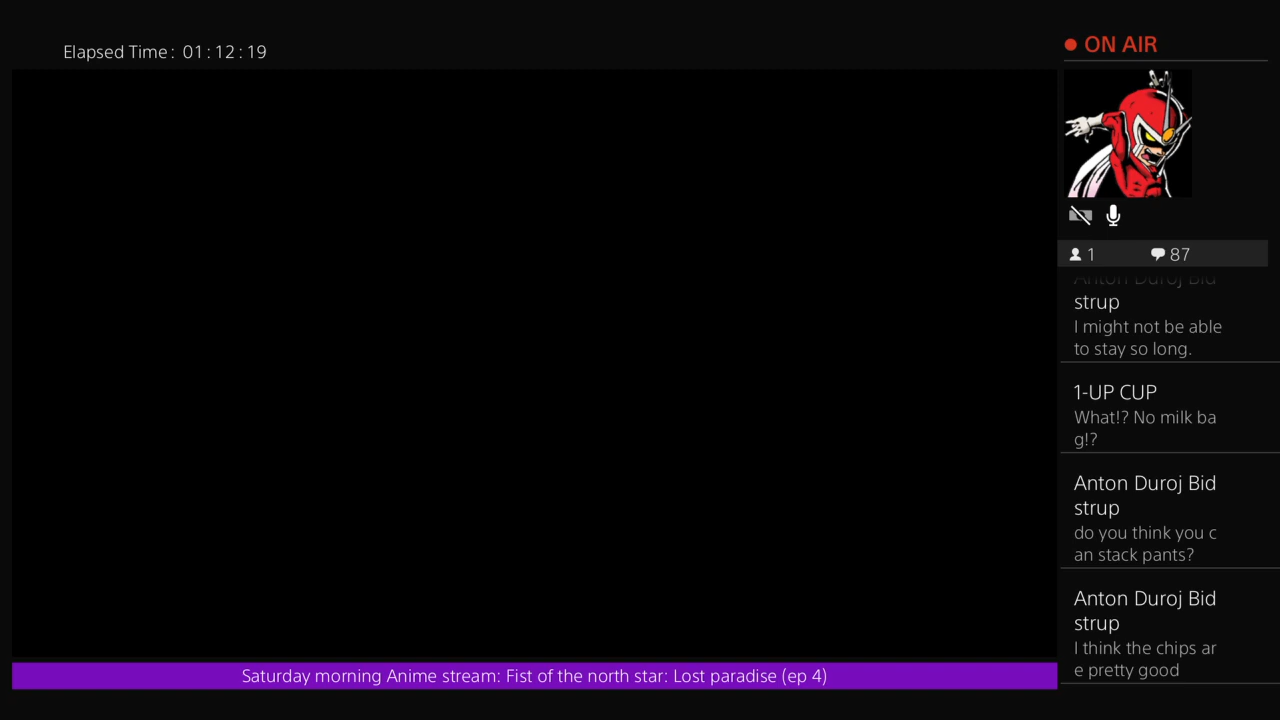 Elapsed Time: 01:12:19
ON AIR
1
87
Anton Duroj Bid
strup
I might not be able
to stay so long.
1-UP CUP
What!? No milk ba
g!?
Anton Duroj Bid
strup
do you think you c
an stack pants?
Anton Duroj Bid
strup
I think the chips ar
e pretty good
Saturday morning Anime stream: Fist of the north star: Lost paradise (ep 4)